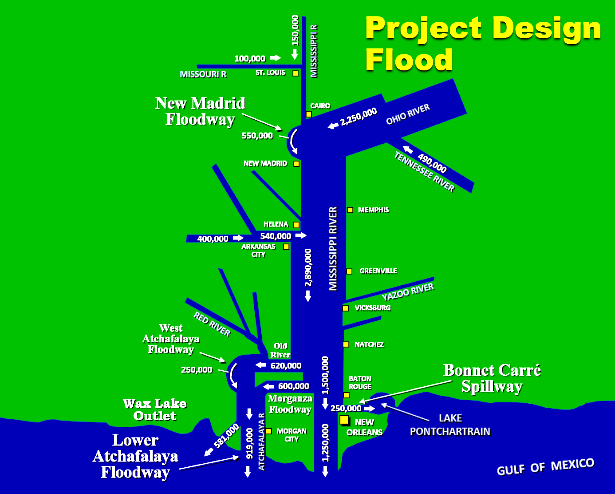 Project Design
Flood
150,000
MISSISSIPPI R
100,000
MISSOURI R
ST. LOUIS
CAIRO
New Madrid
Floodway
2,250,000
OHIO RIVER
550,000
490,000
TENNESSEE RIVER
NEW MADRID
MEMPHIS
HELENA
400,000
540,000
ARKANSAS
CITY
MISSISSIPPI RIVER
2,890,000
GREENVILLE
YAZOO RIVER
VICKSBURG
RED RIVER
West
Atchafalaya
Floodway
Old
River
NATCHEZ
250,000
620,000
1,500,000
Bonnet Carré
Spillway
BATON
ROUGE
600,000
Morganza
Floodway
250,000
Wax Lake
Outlet
NEW
ORLEANS
LAKE
PONTCHARTRAIN
MORGAN
CITY
581,000
919,000
ATCHAFALAYA R
1,250,000
Lower
Atchafalaya
Floodway
GULF OF MEXICO